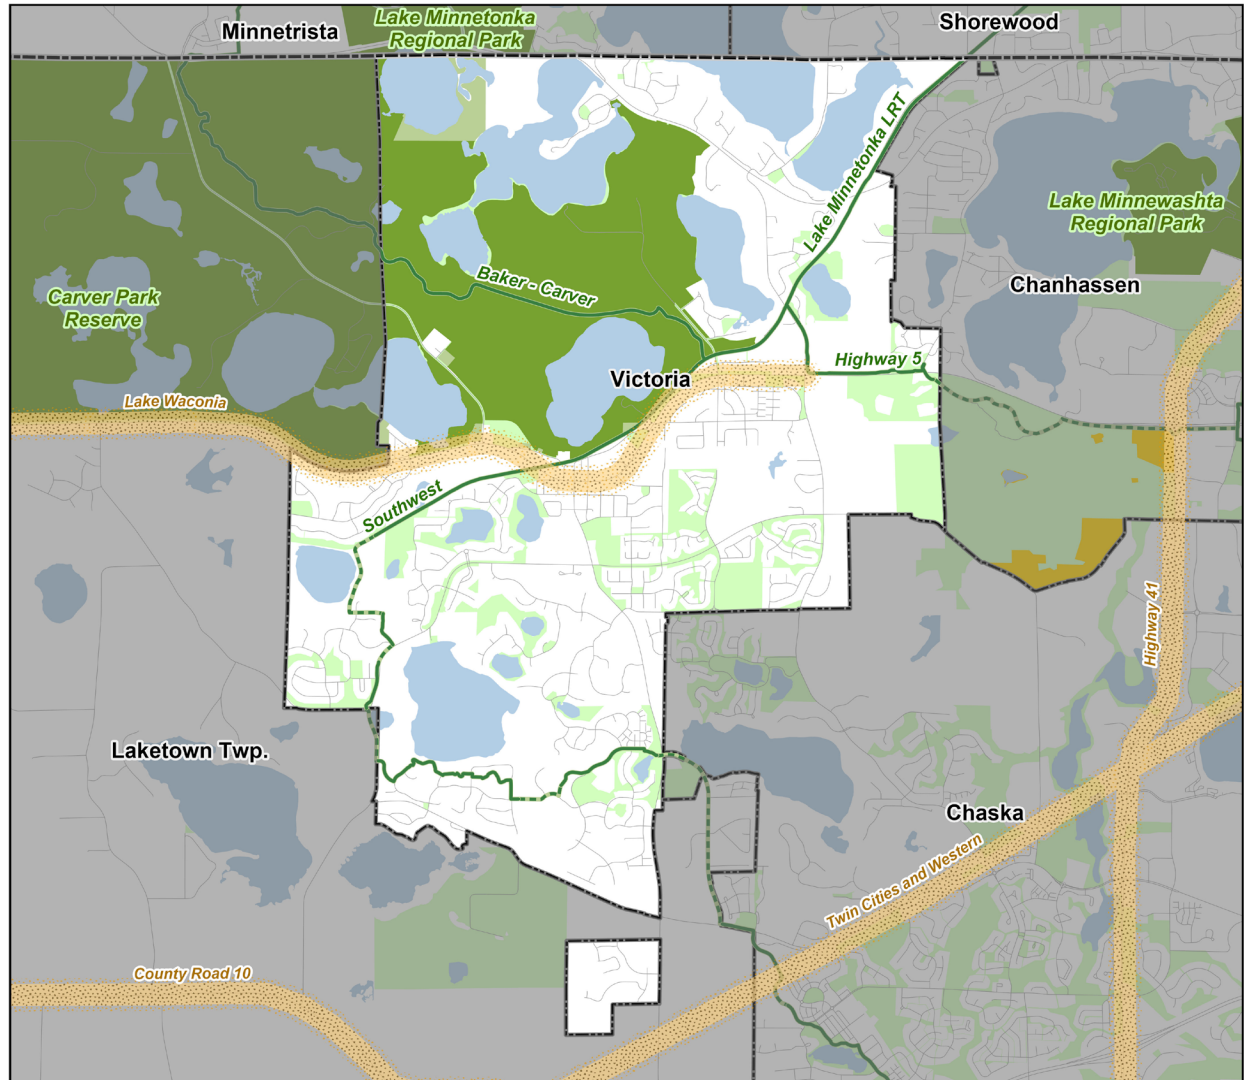 Minnetrista
Lake Minnetonka
Regional Park
Shorewood
Lake Minnetonka LRT
Lake Minnewashta
Regional Park
Chanhassen
Carver Park
Reserve
Baker - Carver
Highway 5
Victoria
Lake Waconia
Southwest
Highway 41
Laketown Twp.
Chaska
Twin Cities and Western
County Road 10